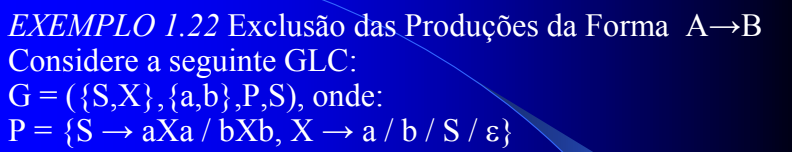 EXEMPLO 1.22 Exclusão das Produções da Forma A→B
Considere a seguinte GLC:
G = ({S,X},{a,b},P,S), onde:
P = {S → aXa / bXb, X → a / b / S / ε}